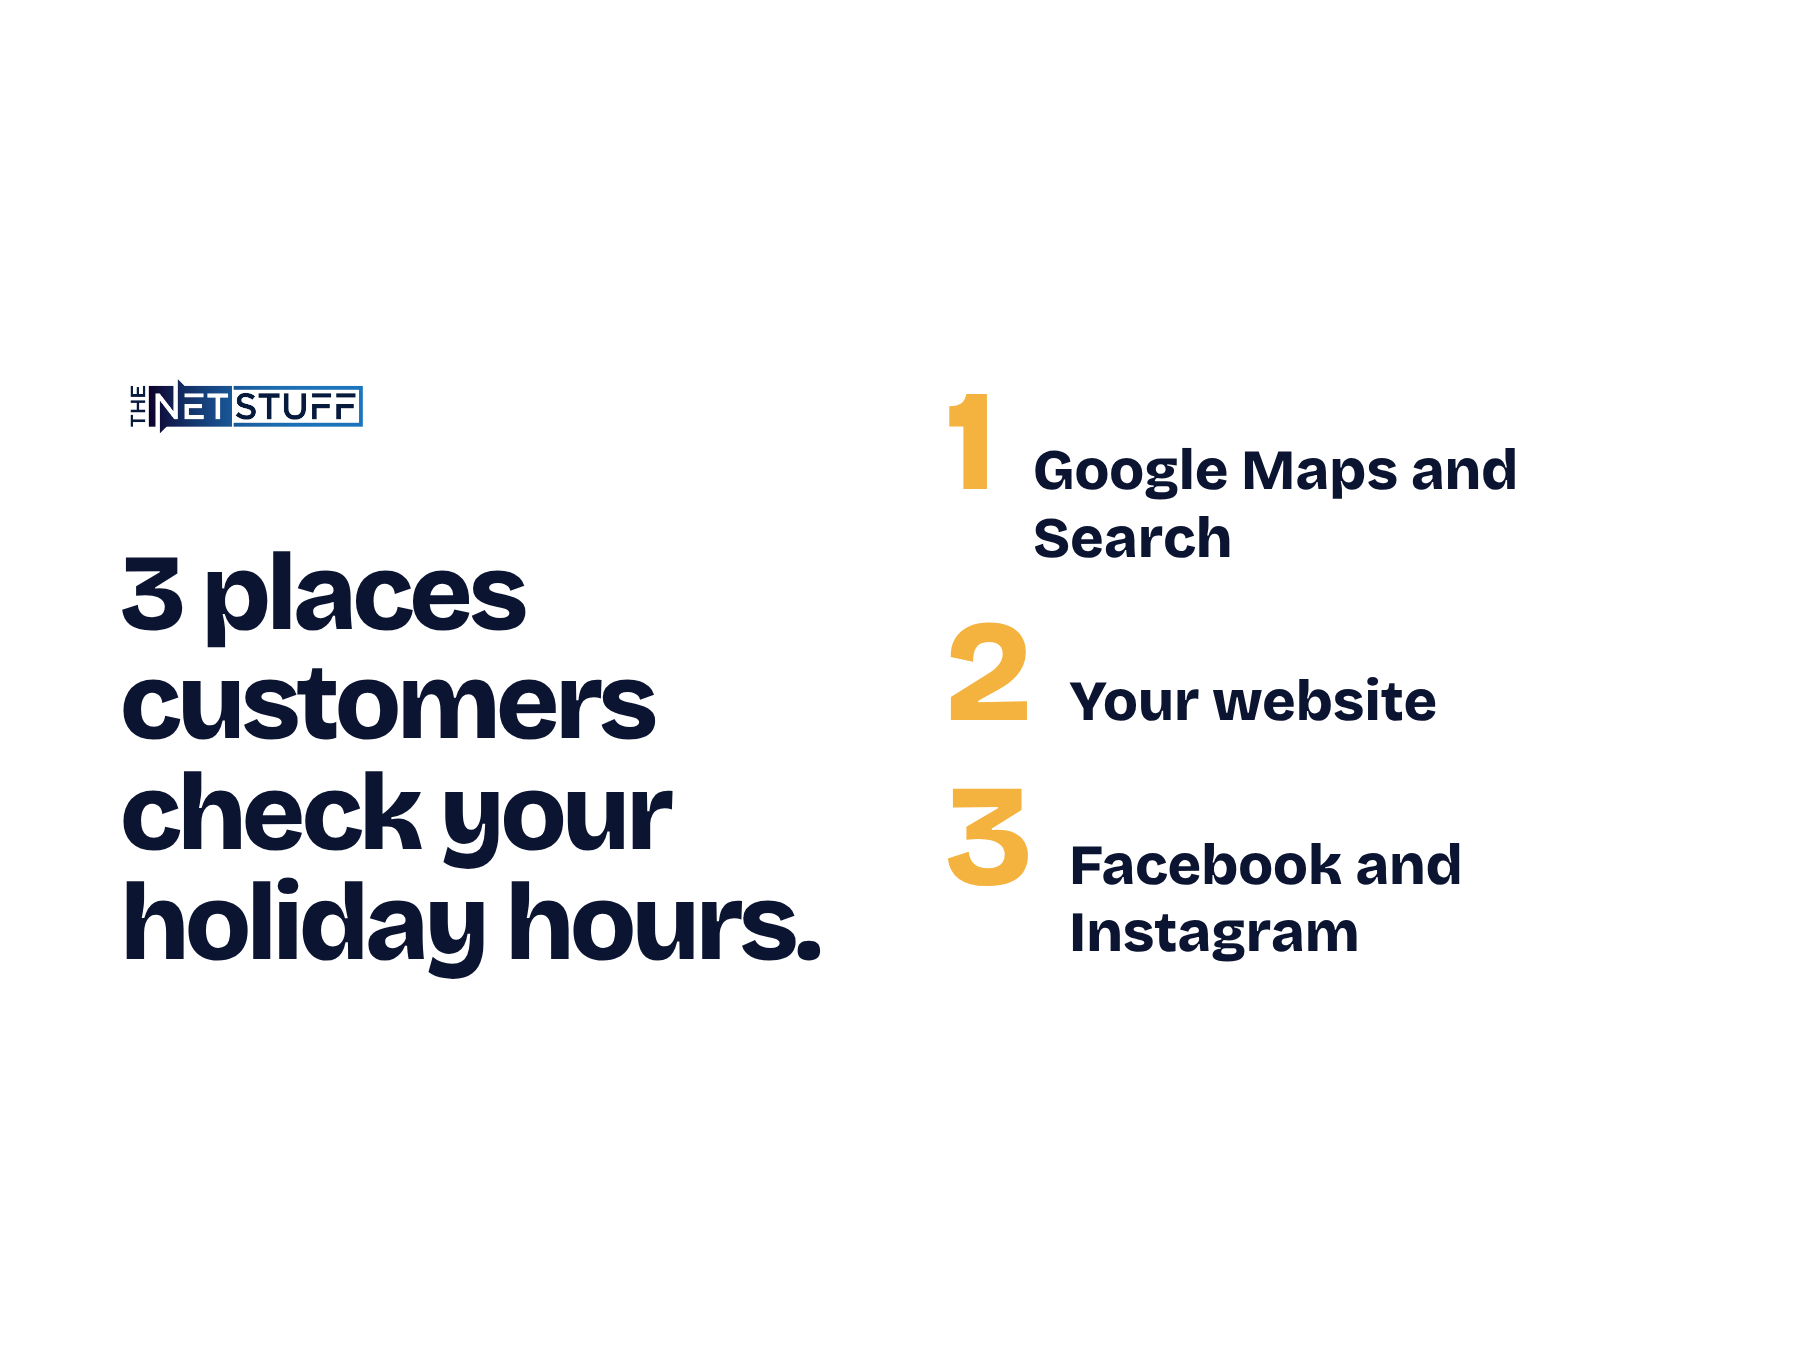 THE NETSTUFF
3 places
customers
check your
holiday hours.
1
Google Maps and
Search
2
Your website
3
Facebook and
Instagram